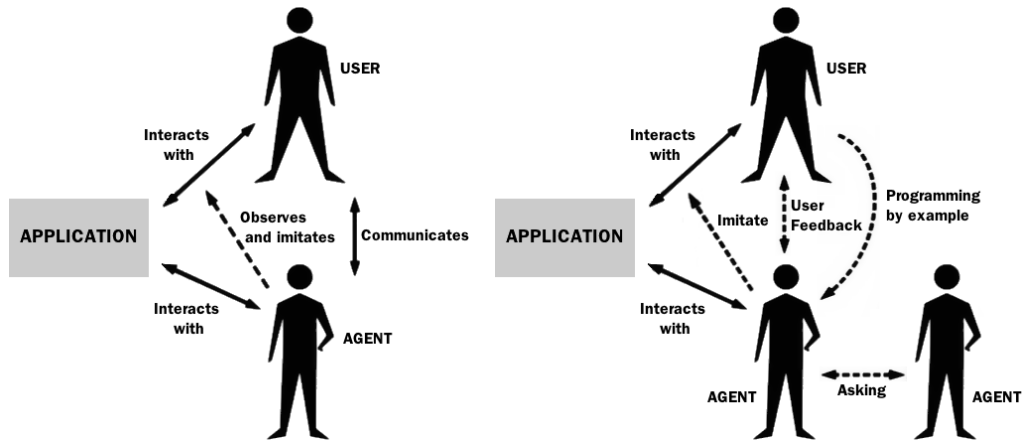 USER
Interacts
with
APPLICATION
Observes
and imitates
Communicates
Interacts
with
AGENT
USER
Interacts
with
APPLICATION
Imitate
User
Feedback
Programming
by example
Interacts
with
AGENT
Asking
AGENT